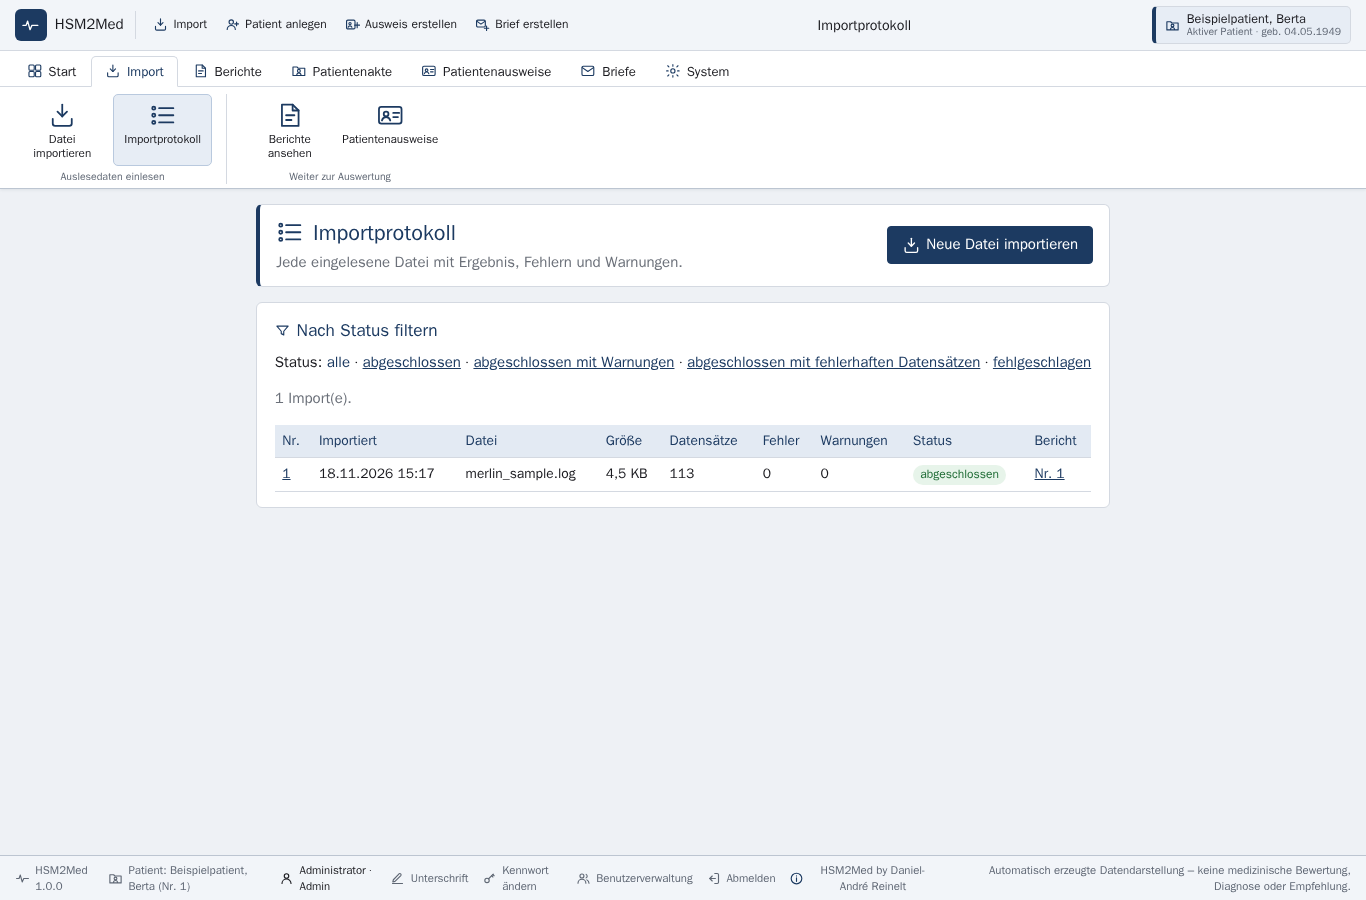 HSM2Med
Import
Patient anlegen
Ausweis erstellen
Brief erstellen
Importprotokoll
Beispielpatient, Berta
Aktiver Patient · geb. 04.05.1949
Start
Import
Berichte
Patientenakte
Patientenausweise
Briefe
System
Datei
importieren
Importprotokoll
Auslesedaten einlesen
Berichte
ansehen
Patientenausweise
Weiter zur Auswertung
Importprotokoll
Jede eingelesene Datei mit Ergebnis, Fehlern und Warnungen.
Neue Datei importieren
Nach Status filtern
Status: alle · abgeschlossen · abgeschlossen mit Warnungen · abgeschlossen mit fehlerhaften Datensätzen · fehlgeschlagen
1 Import(e).
Nr. Importiert Datei Größe Datensätze Fehler Warnungen Status Bericht
1 18.11.2026 15:17 merlin_sample.log 4,5 KB 113 0 0 abgeschlossen Nr. 1
HSM2Med
1.0.0
Patient: Beispielpatient,
Berta (Nr. 1)
Administrator ·
Admin
Unterschrift
Kennwort
ändern
Benutzerverwaltung
Abmelden
HSM2Med by Daniel-
André Reinelt
Automatisch erzeugte Datendarstellung – keine medizinische Bewertung,
Diagnose oder Empfehlung.